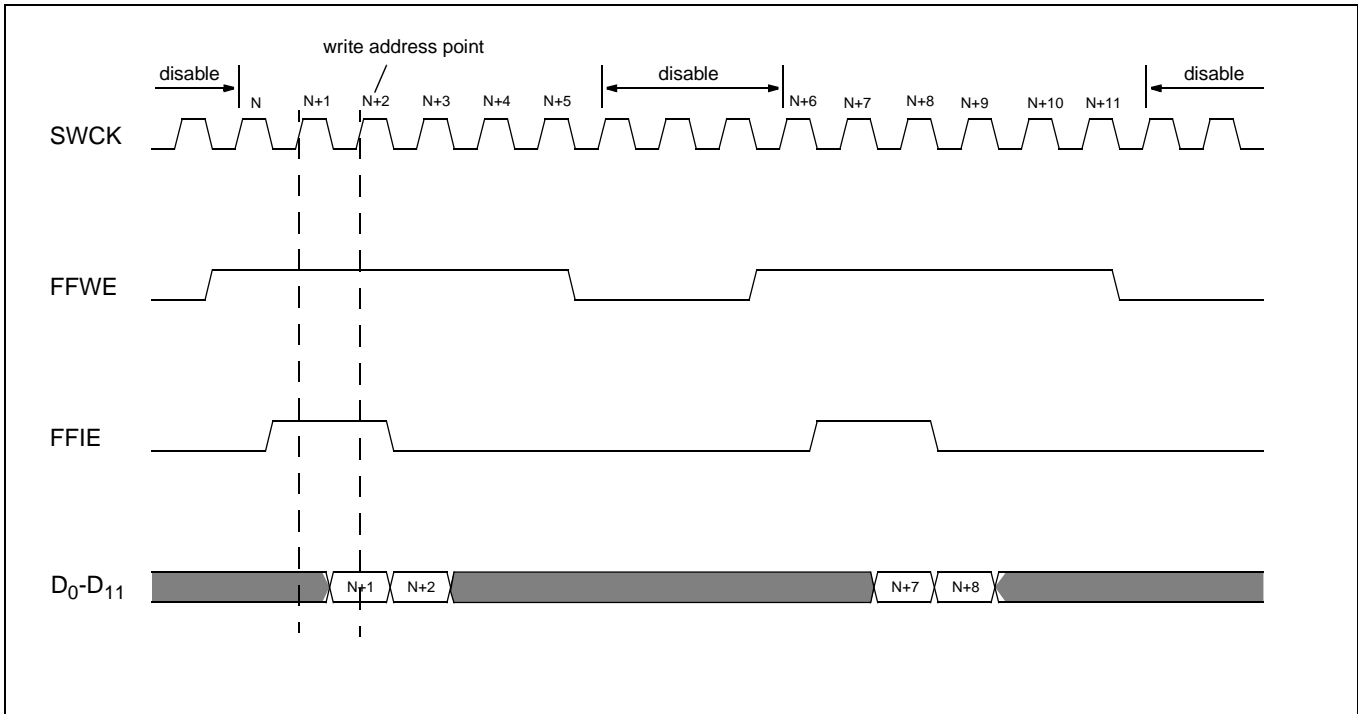 write address point
disable disable disable
N N+1 N+2 N+3 N+4 N+5 N+6 N+7 N+8 N+9 N+10 N+11
SWCK
FFWE
FFIE
D0-D11 N+1 N+2 N+7 N+8